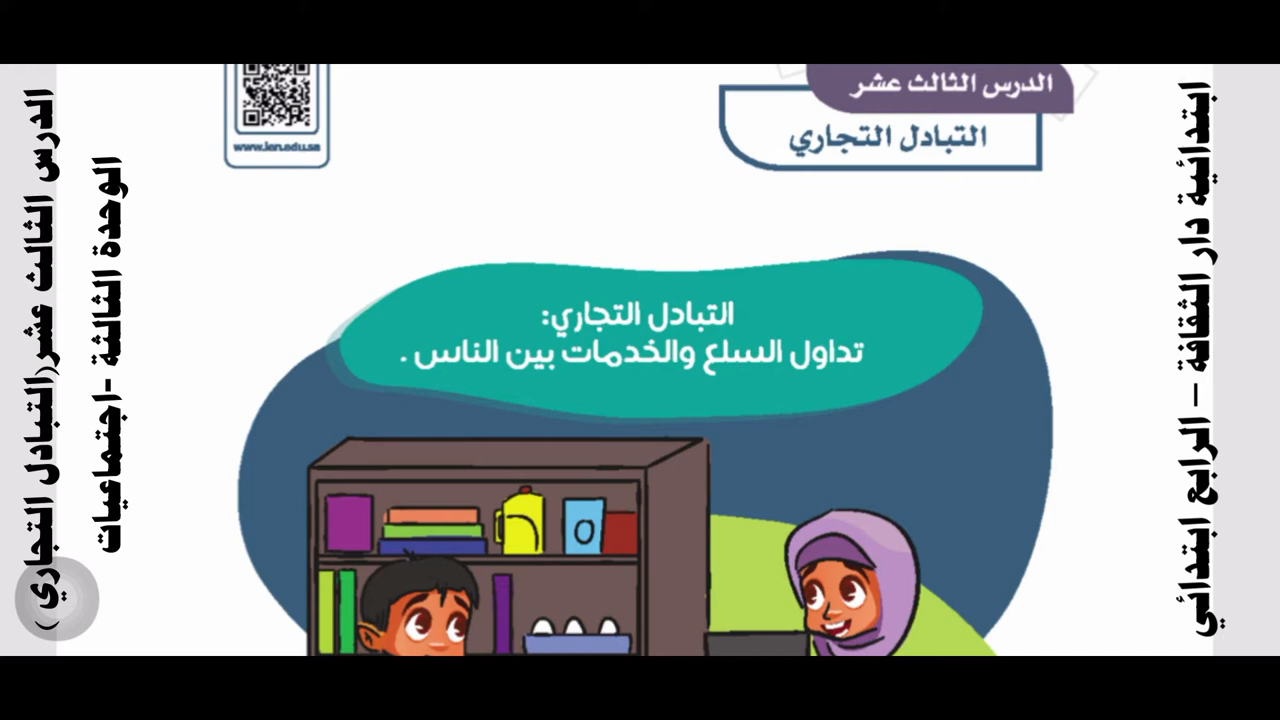 الدرس الثالث عشر
التبادل التجاري
www.ien.edu.sa
التبادل التجاري:
تداول السلع والخدمات بين الناس .
ابتدائية دار الثقافة – الرابع ابتدائي
الوحدة الثالثة -اجتماعيات
الدرس الثالث عشر(التبادل التجاري )